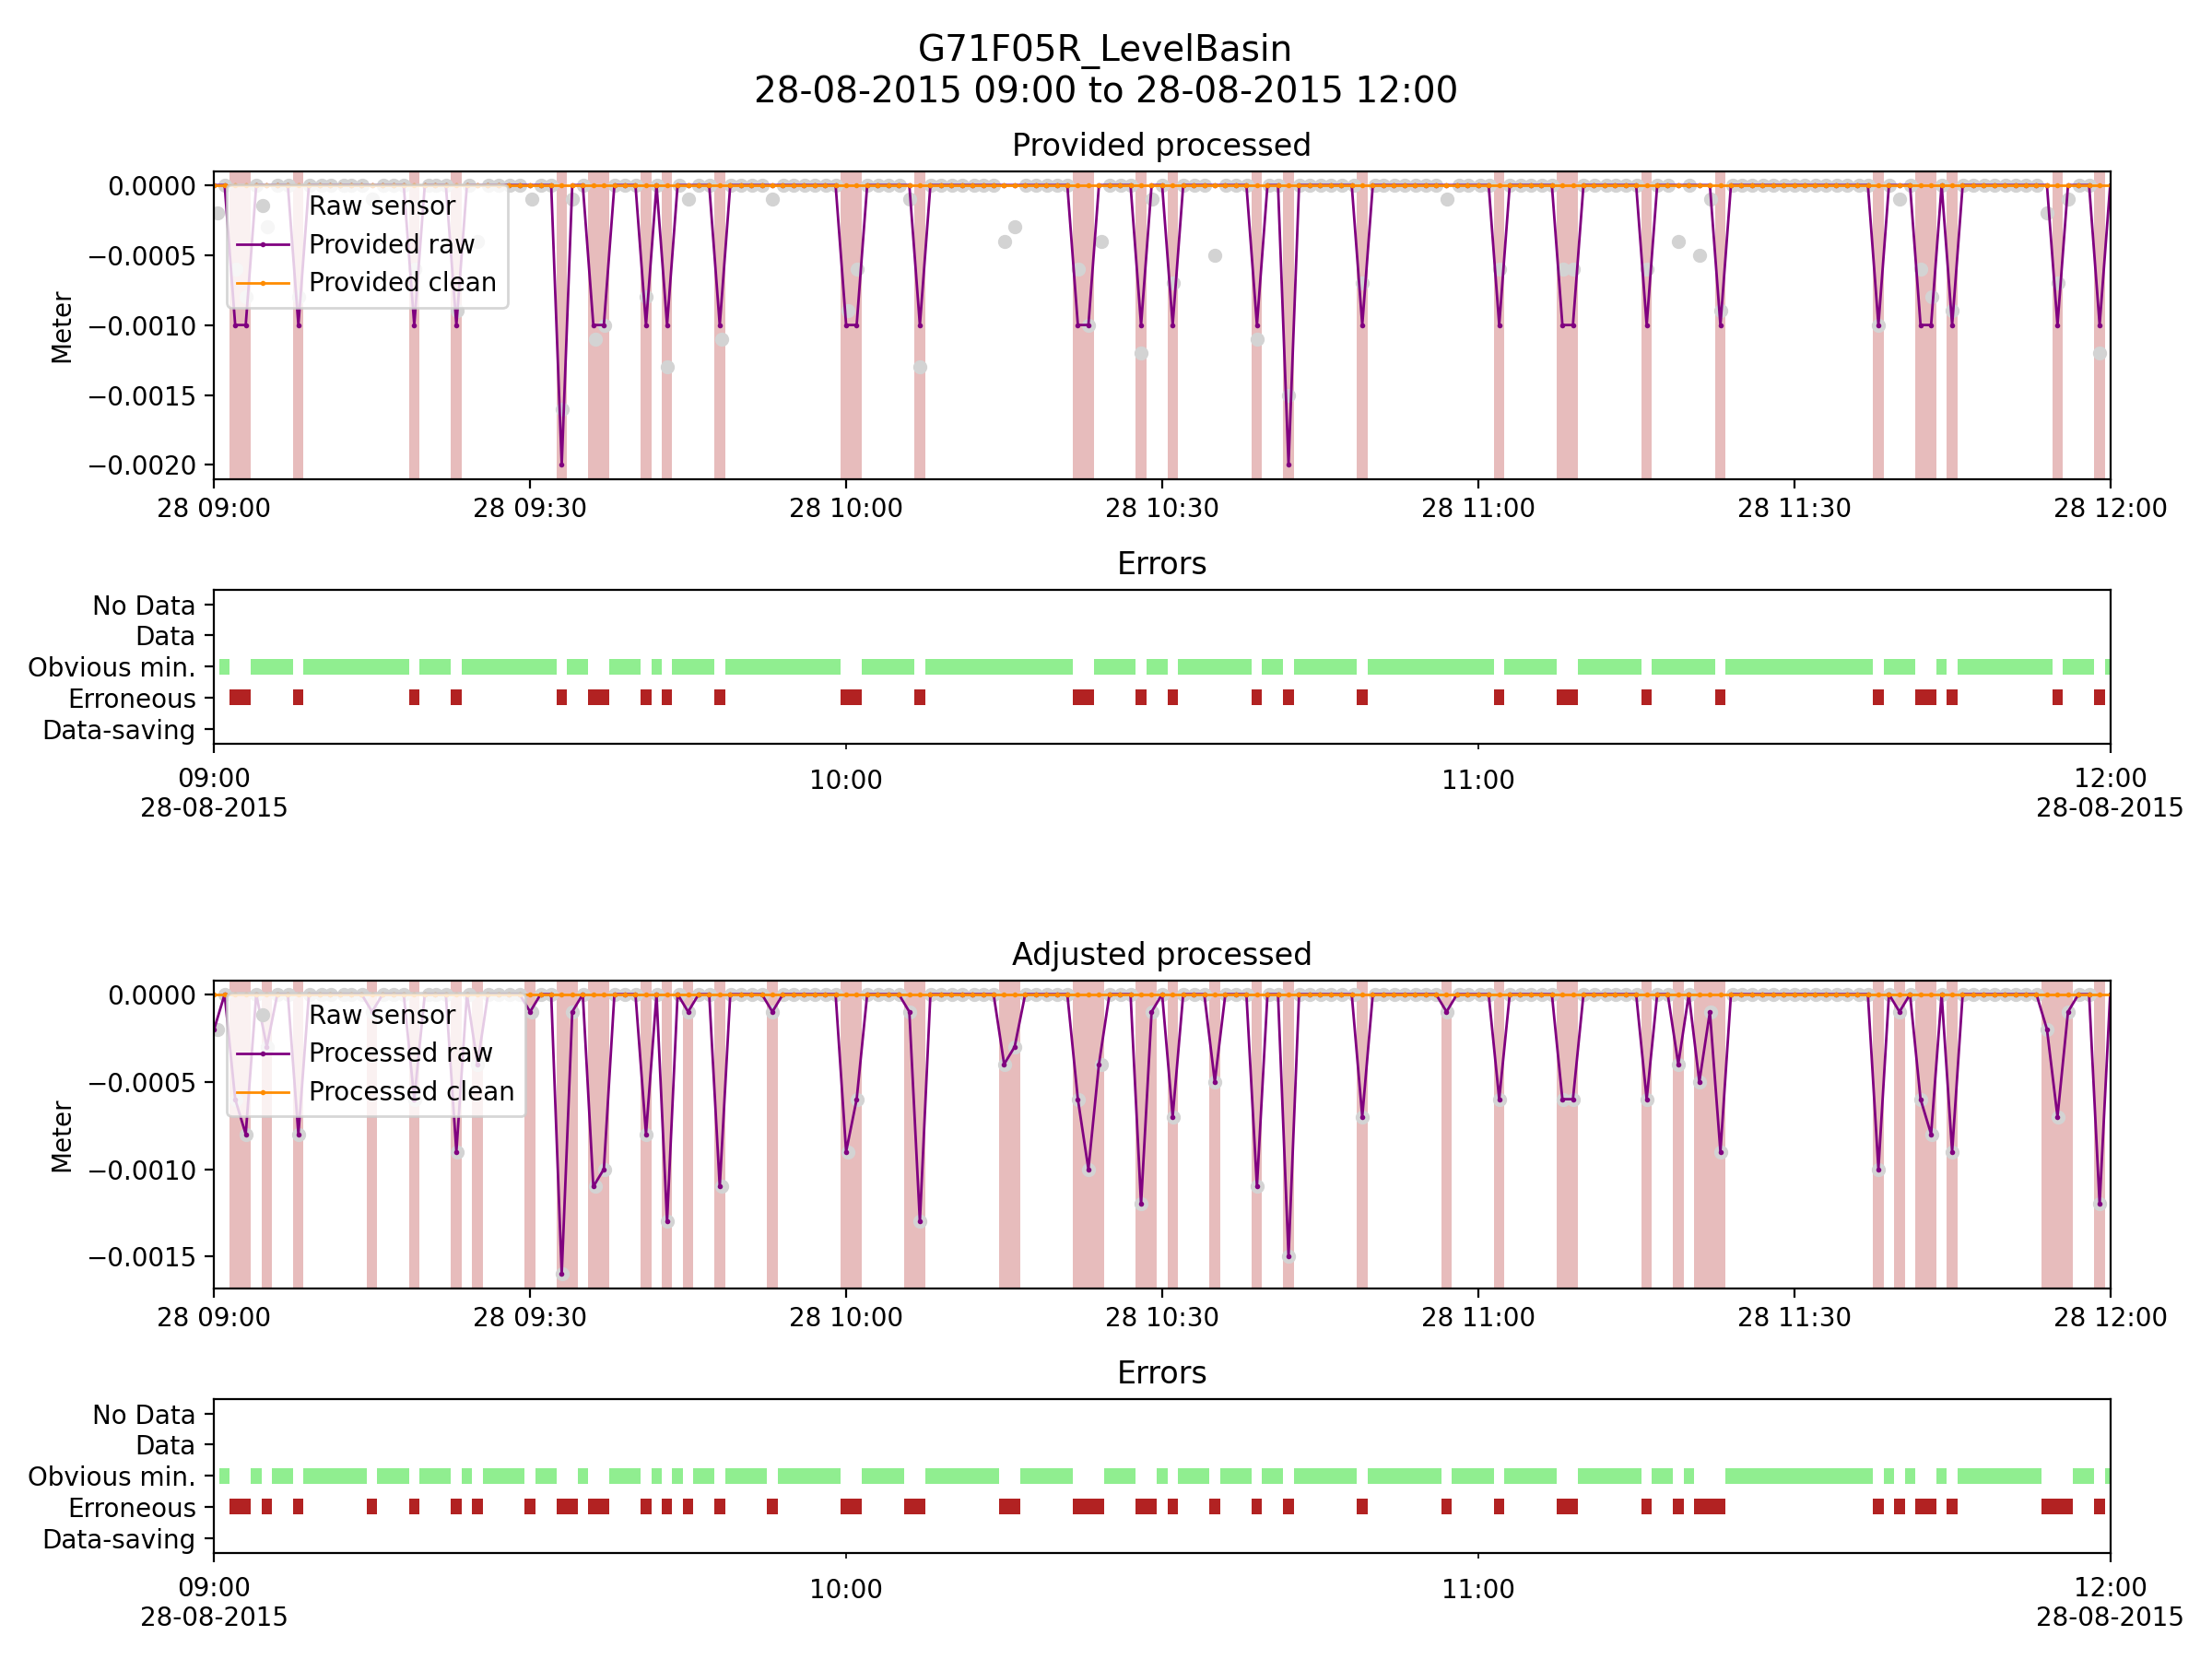 G71F05R_LevelBasin
28-08-2015 09:00 to 28-08-2015 12:00
Provided processed
Meter
0.0000
−0.0005
−0.0010
−0.0015
−0.0020
Raw sensor
Provided raw
Provided clean
28 09:00 28 09:30 28 10:00 28 10:30 28 11:00 28 11:30 28 12:00
Errors
No Data
Data
Obvious min.
Erroneous
Data-saving
09:00 10:00 11:00 12:00
28-08-2015 28-08-2015
Adjusted processed
Meter
0.0000
−0.0005
−0.0010
−0.0015
Raw sensor
Processed raw
Processed clean
28 09:00 28 09:30 28 10:00 28 10:30 28 11:00 28 11:30 28 12:00
Errors
No Data
Data
Obvious min.
Erroneous
Data-saving
09:00 10:00 11:00 12:00
28-08-2015 28-08-2015